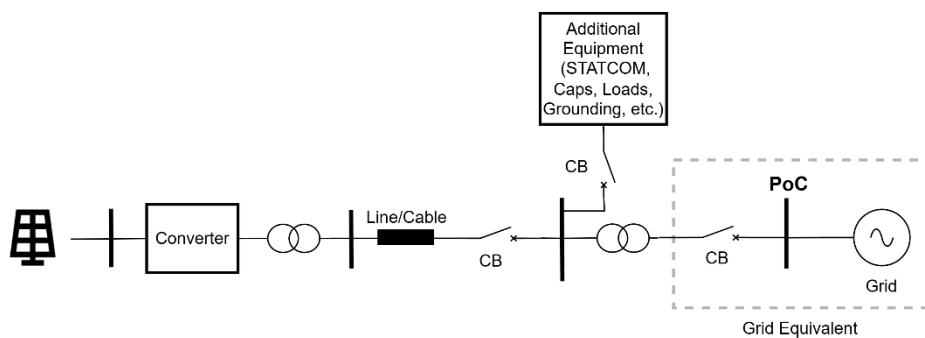 Additional
Equipment
(STATCOM,
Caps, Loads,
Grounding, etc.)
CB
PoC
Line/Cable
Converter
CB
CB
Grid
Grid Equivalent